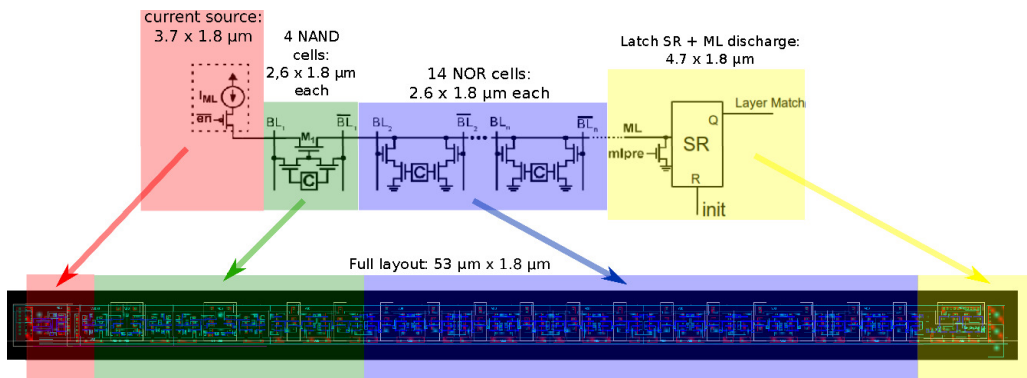 current source:
3.7 x 1.8 µm
4 NAND
cells:
2,6 x 1.8 µm
each
14 NOR cells:
2.6 x 1.8 µm each
Latch SR + ML discharge:
4.7 x 1.8 µm
I_ML
en
BL₁
M₁
BL₁
C
BL₂
BL₂
C
BLₙ
BLₙ
C
ML
mlpre
SR
Q
R
Layer Match
init
Full layout: 53 µm x 1.8 µm